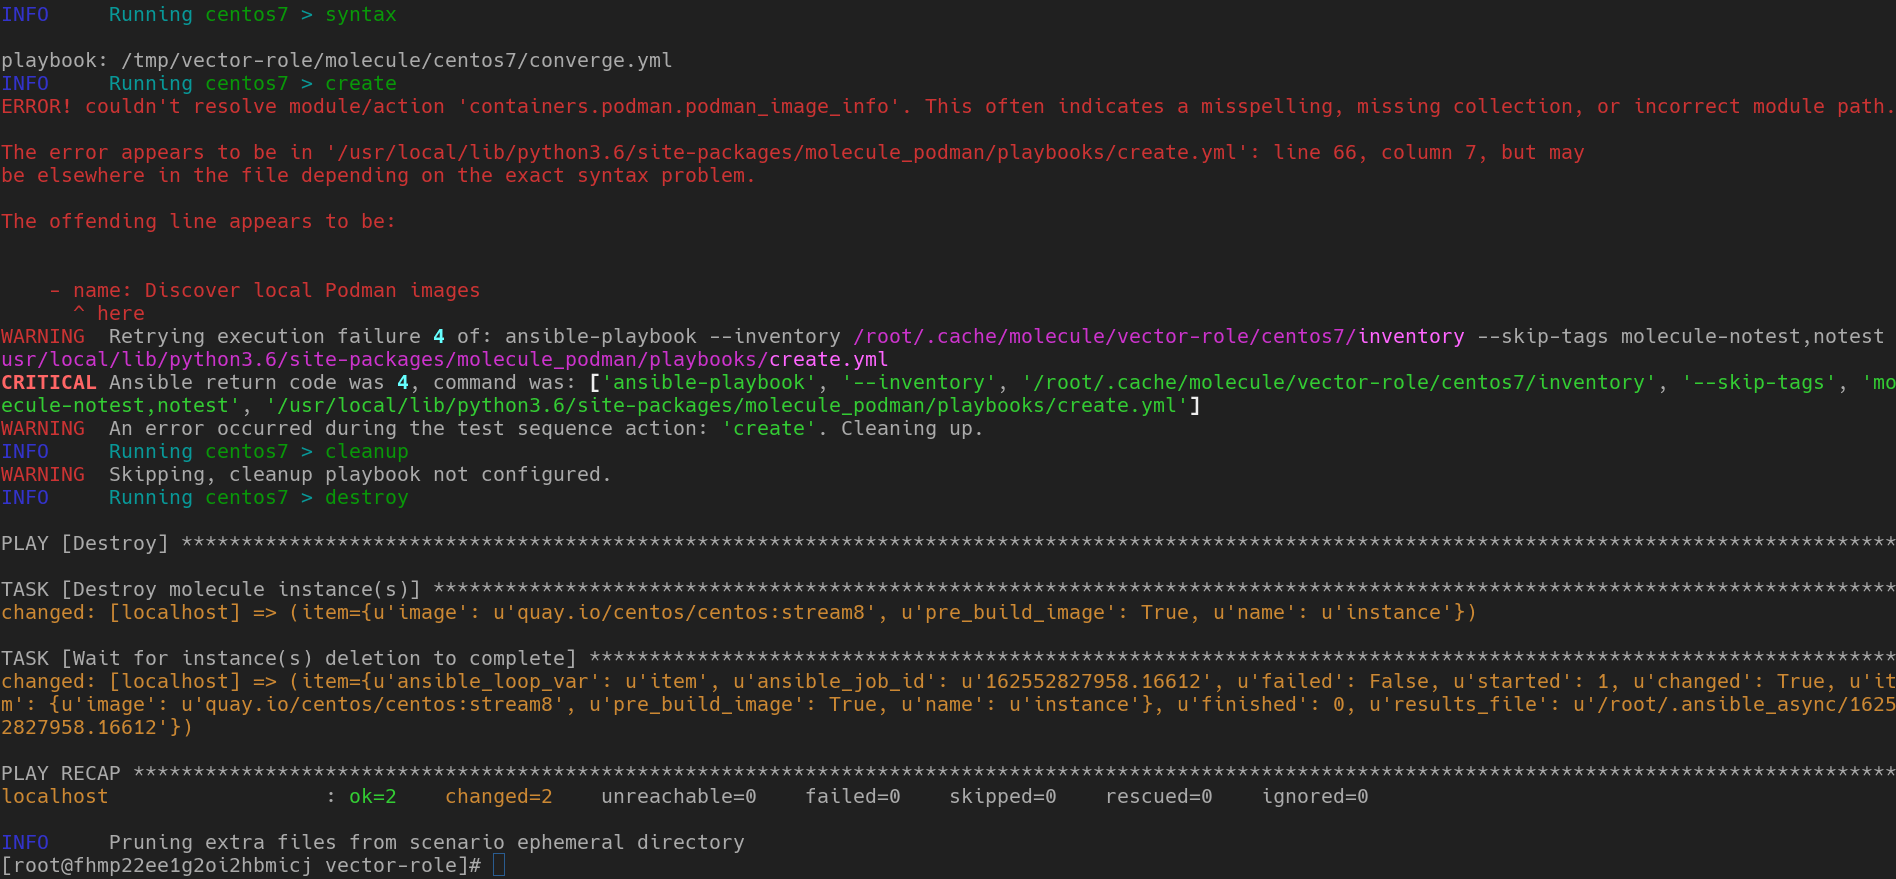 INFO     Running centos7 > syntax
playbook: /tmp/vector-role/molecule/centos7/converge.yml
INFO     Running centos7 > create
ERROR! couldn't resolve module/action 'containers.podman.podman_image_info'. This often indicates a misspelling, missing collection, or incorrect module path.
The error appears to be in '/usr/local/lib/python3.6/site-packages/molecule_podman/playbooks/create.yml': line 66, column 7, but may
be elsewhere in the file depending on the exact syntax problem.
The offending line appears to be:
    - name: Discover local Podman images
      ^ here
WARNING  Retrying execution failure 4 of: ansible-playbook --inventory /root/.cache/molecule/vector-role/centos7/inventory --skip-tags molecule-notest,notest
usr/local/lib/python3.6/site-packages/molecule_podman/playbooks/create.yml
CRITICAL Ansible return code was 4, command was: ['ansible-playbook', '--inventory', '/root/.cache/molecule/vector-role/centos7/inventory', '--skip-tags', 'mo
ecule-notest,notest', '/usr/local/lib/python3.6/site-packages/molecule_podman/playbooks/create.yml']
WARNING  An error occurred during the test sequence action: 'create'. Cleaning up.
INFO     Running centos7 > cleanup
WARNING  Skipping, cleanup playbook not configured.
INFO     Running centos7 > destroy
PLAY [Destroy] ***********************************************************************************************************************************************
TASK [Destroy molecule instance(s)] **************************************************************************************************************************
changed: [localhost] => (item={u'image': u'quay.io/centos/centos:stream8', u'pre_build_image': True, u'name': u'instance'})
TASK [Wait for instance(s) deletion to complete] *************************************************************************************************************
changed: [localhost] => (item={u'ansible_loop_var': u'item', u'ansible_job_id': u'162552827958.16612', u'failed': False, u'started': 1, u'changed': True, u'it
m': {u'image': u'quay.io/centos/centos:stream8', u'pre_build_image': True, u'name': u'instance'}, u'finished': 0, u'results_file': u'/root/.ansible_async/1625
2827958.16612'})
PLAY RECAP ***************************************************************************************************************************************************
localhost                  : ok=2    changed=2    unreachable=0    failed=0    skipped=0    rescued=0    ignored=0
INFO     Pruning extra files from scenario ephemeral directory
[root@fhmp22ee1g2oi2hbmicj vector-role]#